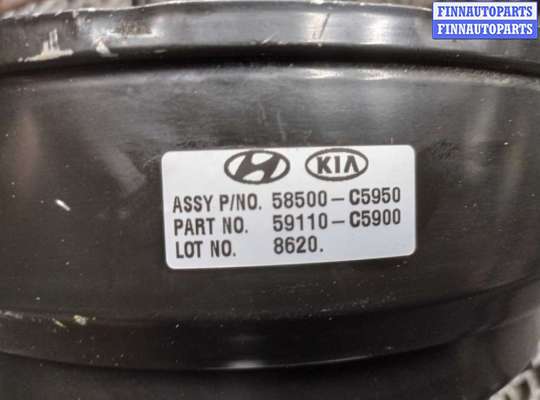 FINNAUTOPARTS
FINNAUTOPARTS
KIA
ASSY P/NO. 58500-C5950
PART NO. 59110-C5900
LOT NO. 8620.